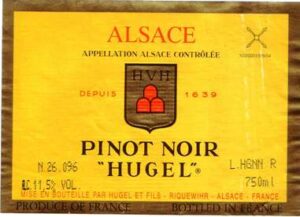 ALSACE
APPELLATION ALSACE CONTRÔLÉE
HVH
DEPUIS 1639
PINOT NOIR
"HUGEL"®
N.26.096
L.HGNN R
11,5% VOL.
750ml
MISE EN BOUTEILLE PAR HUGEL ET FILS - RIQUEWIHR - ALSACE - FRANCE
PRODUCE OF FRANCE BOTTLED IN FRANCE